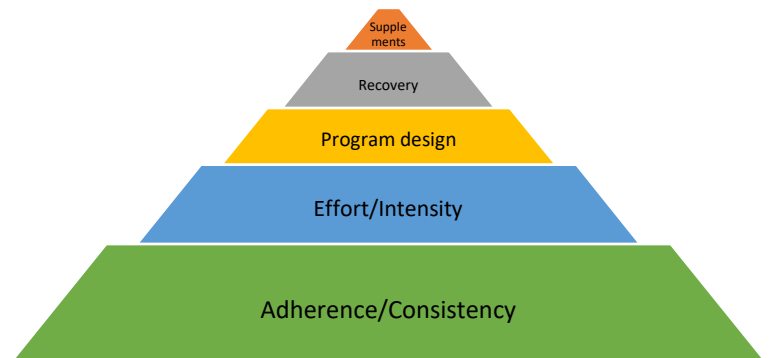 Supple
ments
Recovery
Program design
Effort/Intensity
Adherence/Consistency